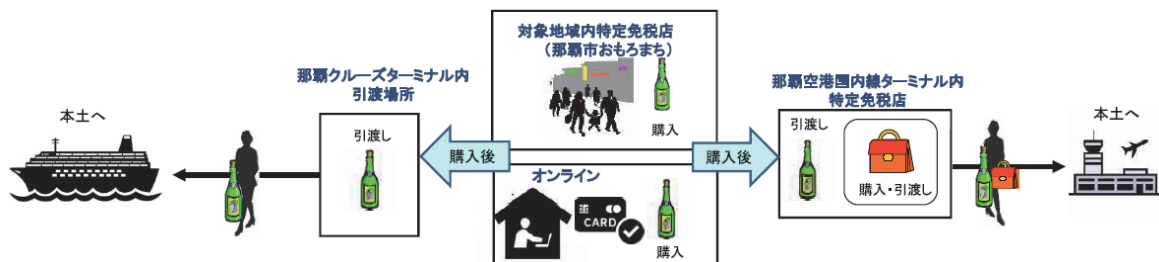 対象地域内特定免税店
(那覇市おもろまち)
購入
那覇クルーズターミナル内
引渡場所
本土へ
引渡し
購入後
購入後
那覇空港国内線ターミナル内
特定免税店
引渡し
購入・引渡し
本土へ
オンライン
CARD
購入